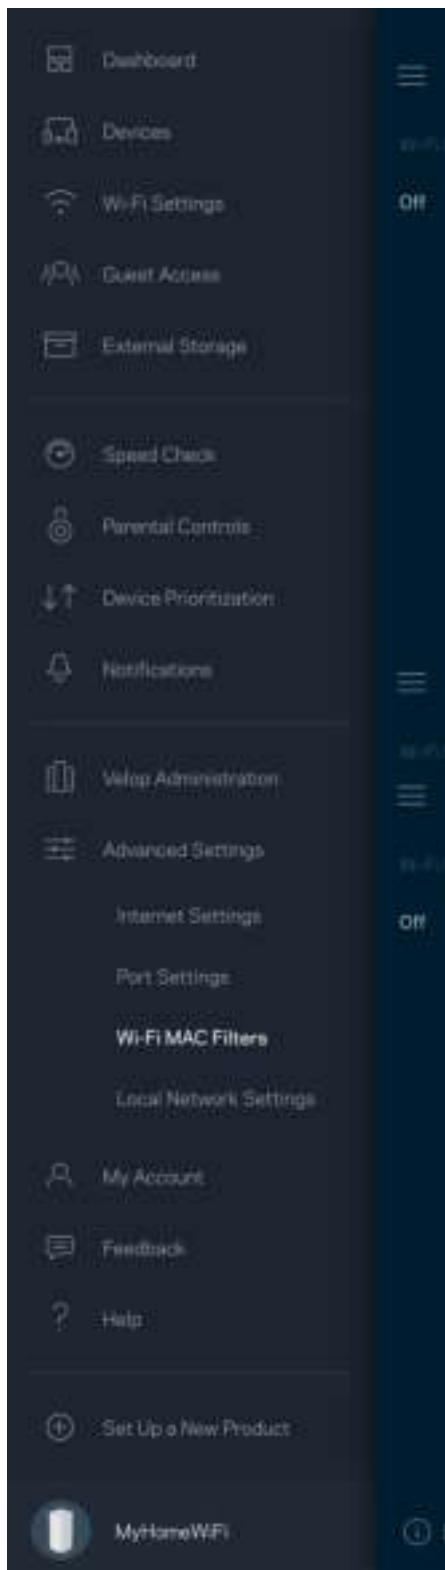 Dashboard
Devices
Wi-Fi Settings
Off
Guest Access
External Storage
Speed Check
Parental Controls
Device Prioritization
Notifications
Velop Administration
Advanced Settings
Internet Settings
Off
Port Settings
Wi-Fi MAC Filters
Local Network Settings
My Account
Feedback
? Help
Set Up a New Product
MyHomeWiFi